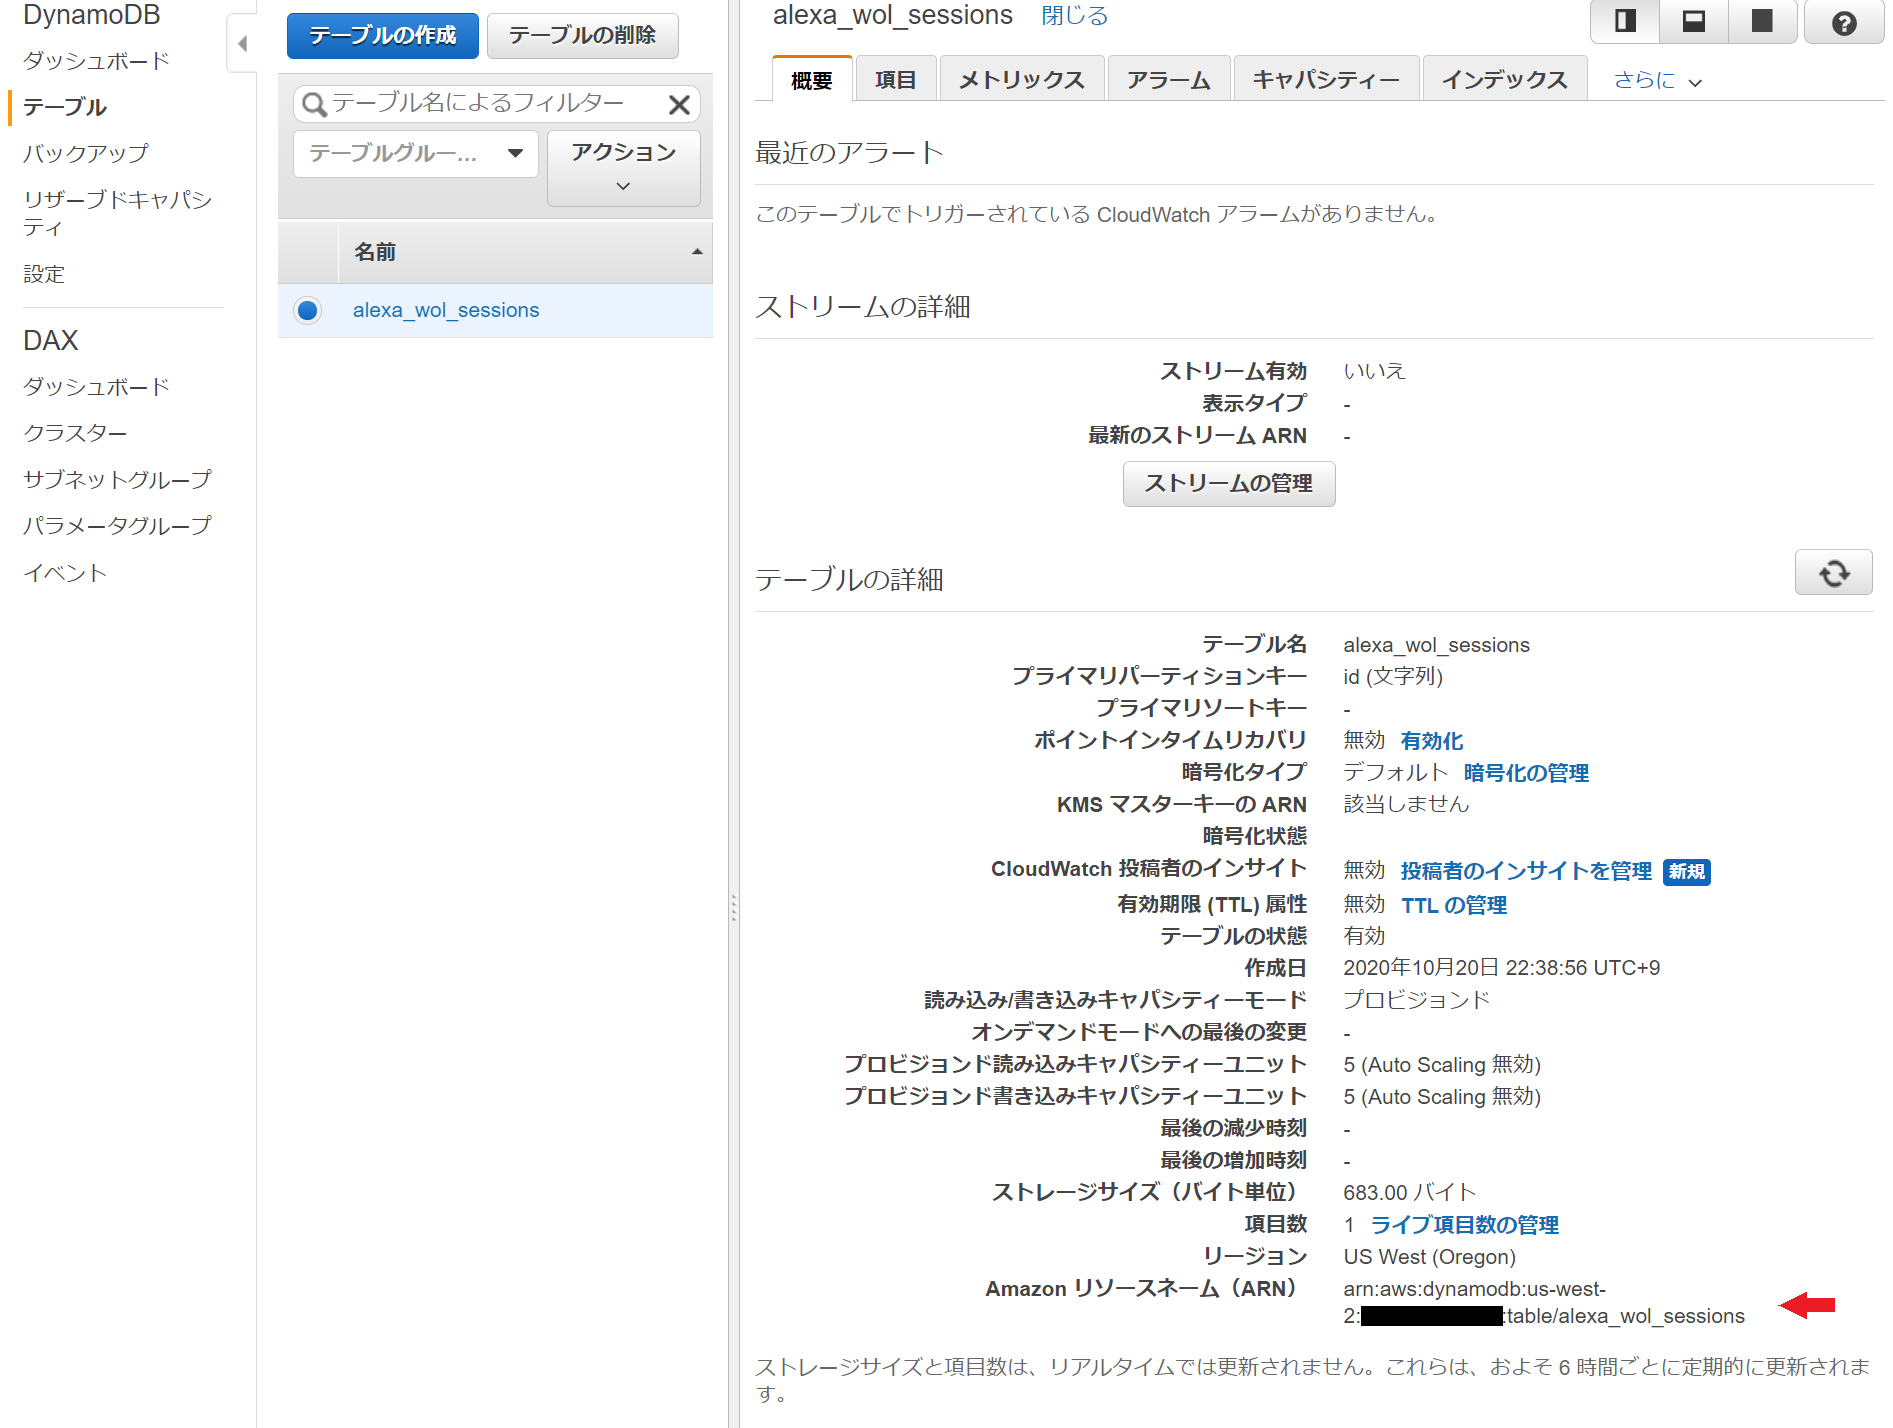 DynamoDB
ダッシュボード
テーブル
バックアップ
リザーブドキャパシ
ティ
設定
DAX
ダッシュボード
クラスター
サブネットグループ
パラメータグループ
イベント
テーブルの作成 テーブルの削除
テーブル名によるフィルター
テーブルグルー... アクション
名前
alexa_wol_sessions
alexa_wol_sessions 閉じる
概要 項目 メトリックス アラーム キャパシティー インデックス さらに
最近のアラート
このテーブルでトリガーされている CloudWatch アラームがありません。
ストリームの詳細
ストリーム有効 いいえ
表示タイプ -
最新のストリーム ARN -
ストリームの管理
テーブルの詳細
テーブル名 alexa_wol_sessions
プライマリパーティションキー id (文字列)
プライマリソートキー -
ポイントインタイムリカバリ 無効 有効化
暗号化タイプ デフォルト 暗号化の管理
KMS マスターキーの ARN 該当しません
暗号化状態
CloudWatch 投稿者のインサイト 無効 投稿者のインサイトを管理 新規
有効期限 (TTL) 属性 無効 TTL の管理
テーブルの状態 有効
作成日 2020年10月20日 22:38:56 UTC+9
読み込み/書き込みキャパシティーモード プロビジョンド
オンデマンドモードへの最後の変更 -
プロビジョンド読み込みキャパシティーユニット 5 (Auto Scaling 無効)
プロビジョンド書き込みキャパシティーユニット 5 (Auto Scaling 無効)
最後の減少時刻 -
最後の増加時刻 -
ストレージサイズ（バイト単位） 683.00 バイト
項目数 1 ライブ項目数の管理
リージョン US West (Oregon)
Amazon リソースネーム（ARN） arn:aws:dynamodb:us-west-
2: :table/alexa_wol_sessions
ストレージサイズと項目数は、リアルタイムでは更新されません。これらは、およそ 6 時間ごとに定期的に更新されま
す。